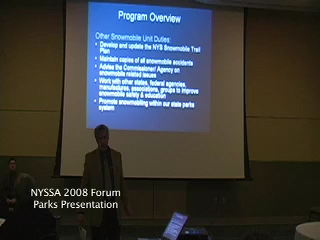 Program Overview
Other Snowmobile Unit Duties:
• Develop and update the NYS Snowmobile Trail
Plan
• Maintain copies of all snowmobile accidents
• Advise the Commissioner/ Agency on
snowmobile related issues
• Work with other states, federal agencies,
manufactures, associations, groups to improve
snowmobile safety & education
• Promote snowmobiling within our state parks
system
NYSSA 2008 Forum
Parks Presentation